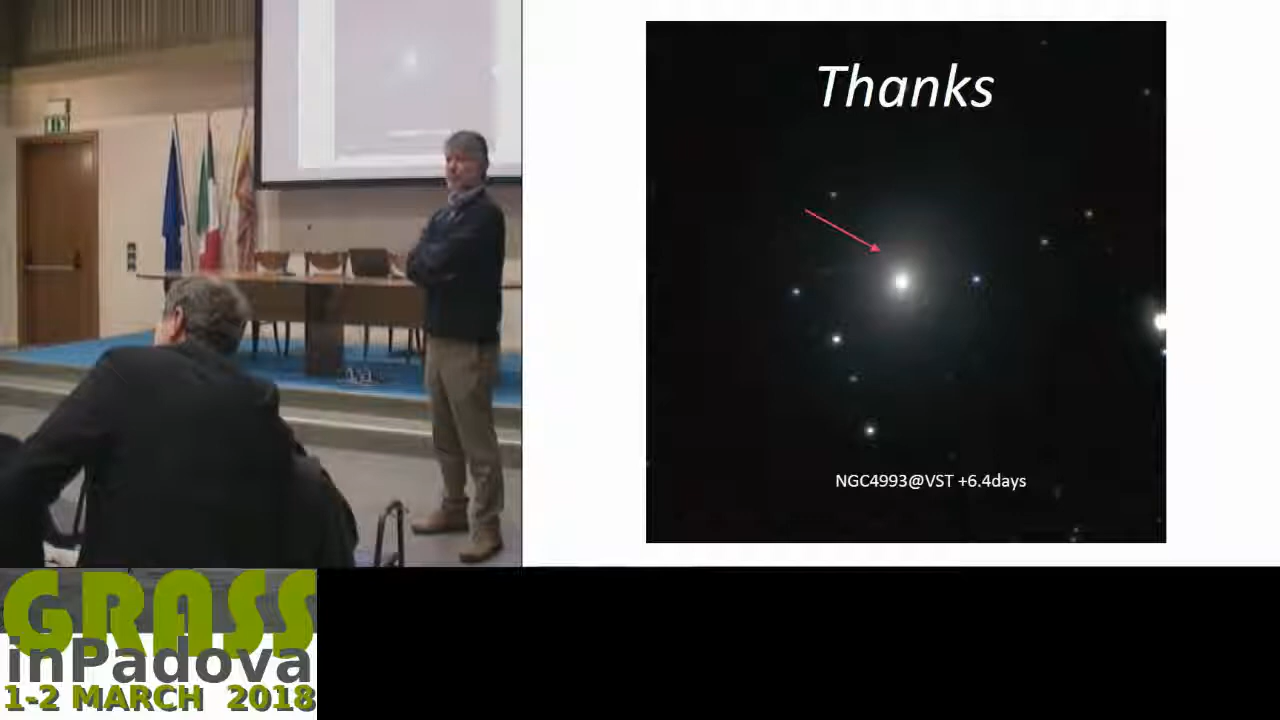 Thanks
NGC4993@VST +6.4days
GRASS
inPadova
1-2 MARCH 2018